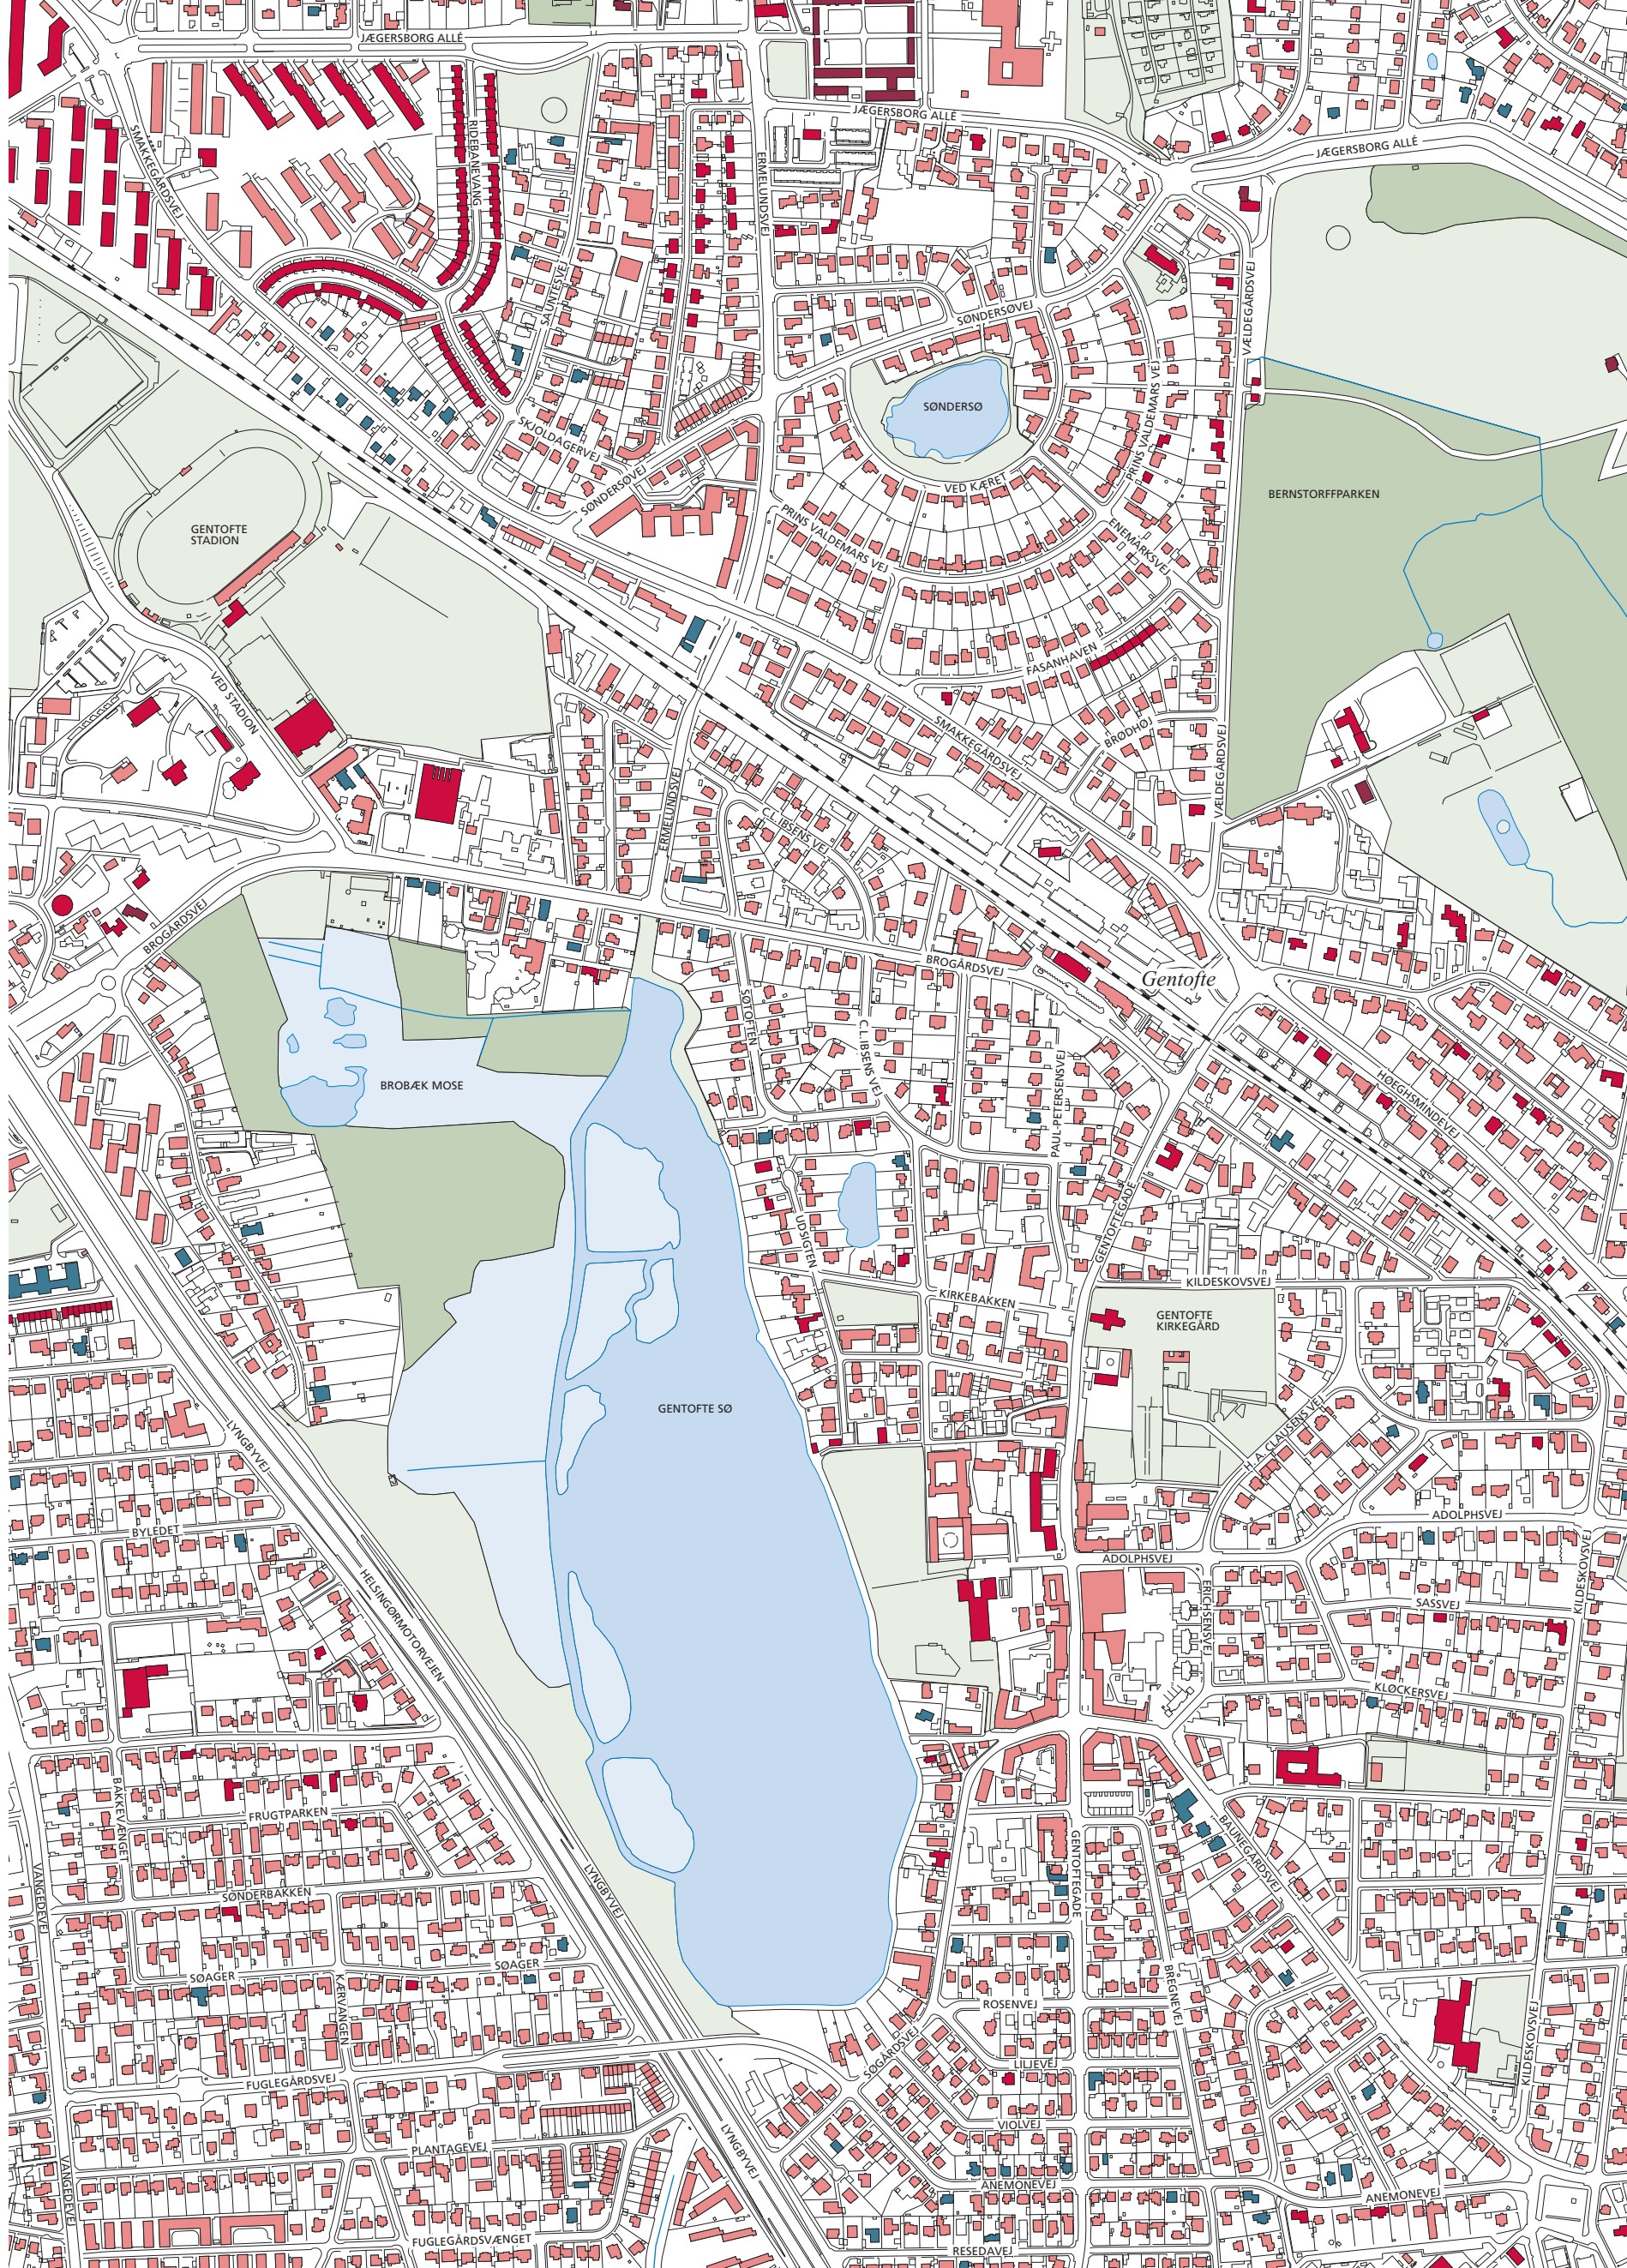 JÆGERSBORG ALLÉ
JÆGERSBORG ALLÉ
JÆGERSBORG ALLÉ
SMAKKEGÅRDSVEJ
RIDEBANEVANG
ERMELUNDSVEJ
SAUNTESVEJ
VÆLDEGÅRDSVEJ
SØNDERSØVEJ
SØNDERSØ
PRINS VALDEMARS VEJ
SKJOLDAGERVEJ
SØNDERSØVEJ
VED KÆRET
BERNSTORFFPARKEN
GENTOFTE
STADION
PRINS VALDEMARS VEJ
ENEMARKSVEJ
FASANHAVEN
VED STADION
SMAKKEGÅRDSVEJ
BRØDHØJ
VÆLDEGÅRDSVEJ
ERMELUNDSVEJ
C.L. IBSENS VEJ
BROGÅRDSVEJ
BROGÅRDSVEJ
Gentofte
SØTOFTEN
C.L. IBSENS VEJ
PAUL-PETERSENSVEJ
BROBÆK MOSE
HØEGHSMINDEVEJ
UDSIGTEN
GENTOFTEGADE
KILDESKOVSVEJ
KIRKEBAKKEN
GENTOFTE
KIRKEGÅRD
GENTOFTE SØ
H.A. CLAUSENS VEJ
LYNGBYVEJ
BYLEDET
ADOLPHSVEJ
ADOLPHSVEJ
HELSINGØRMOTORVEJEN
ERICHSENSVEJ
KILDESKOVSVEJ
SASSVEJ
KLØCKERSVEJ
BAKKEVÆNGET
FRUGTPARKEN
BAUNEGÅRDSVEJ
GENTOFTEGADE
VANGEDEVEJ
LYNGBYVEJ
SØNDERBAKKEN
SØAGER
SØAGER
KÆRVANGEN
BREGNEVEJ
ROSENVEJ
KILDESKOVSVEJ
SØGÅRDSVEJ
LILJEVEJ
FUGLEGÅRDSVEJ
VIOLVEJ
PLANTAGEVEJ
LYNGBYVEJ
VANGEDEVEJ
ANEMONEVEJ
ANEMONEVEJ
FUGLEGÅRDSVÆNGET
RESEDAVEJ